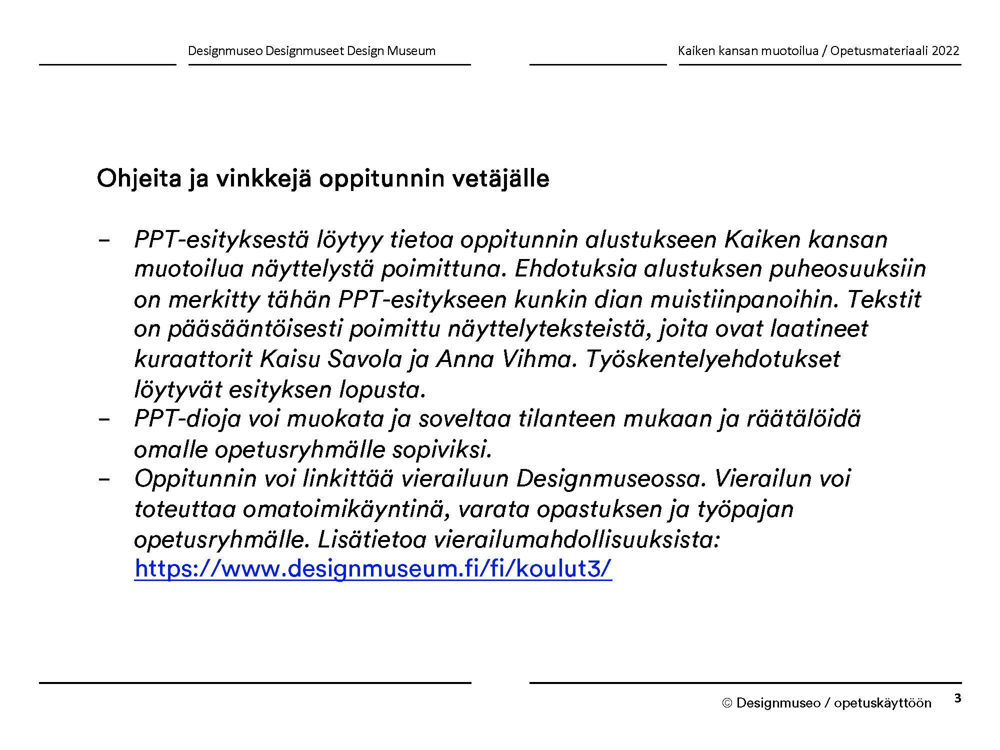 Designmuseo Designmuseet Design Museum
Kaiken kansan muotoilua / Opetusmateriaali 2022
Ohjeita ja vinkkejä oppitunnin vetäjälle
– PPT-esityksestä löytyy tietoa oppitunnin alustukseen Kaiken kansan
muotoilua näyttelystä poimittuna. Ehdotuksia alustuksen puheosuuksiin
on merkitty tähän PPT-esitykseen kunkin dian muistiinpanoihin. Tekstit
on pääsääntöisesti poimittu näyttelyteksteistä, joita ovat laatineet
kuraattorit Kaisu Savola ja Anna Vihma. Työskentelyehdotukset
löytyvät esityksen lopusta.
– PPT-dioja voi muokata ja soveltaa tilanteen mukaan ja räätälöidä
omalle opetusryhmälle sopiviksi.
– Oppitunnin voi linkittää vierailuun Designmuseossa. Vierailun voi
toteuttaa omatoimikäyntinä, varata opastuksen ja työpajan
opetusryhmälle. Lisätietoa vierailumahdollisuuksista:
https://www.designmuseum.fi/fi/koulut3/
© Designmuseo / opetuskäyttöön
3